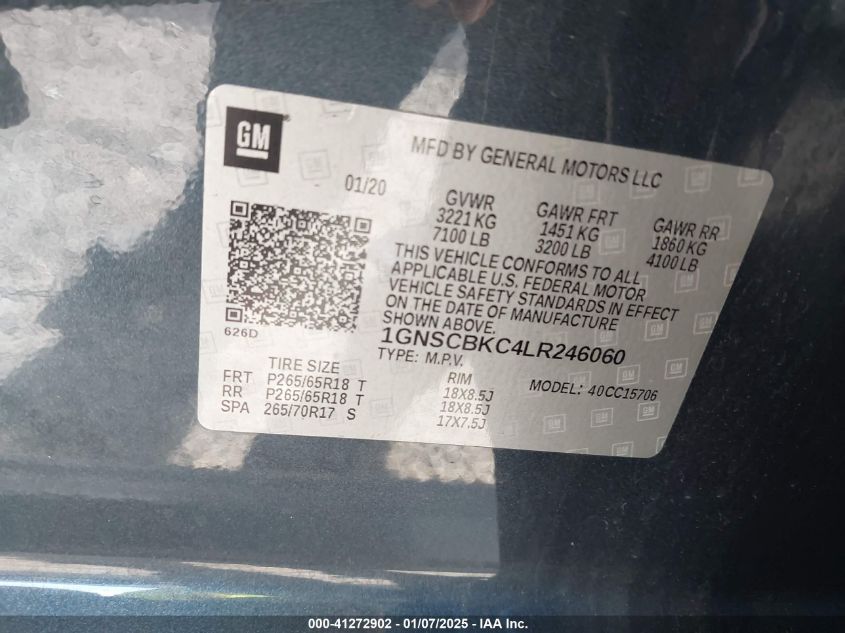 GM
MFD BY GENERAL MOTORS LLC
01/20
GVWR
3221 KG
7100 LB
GAWR FRT
1451 KG
3200 LB
GAWR RR
1860 KG
4100 LB
THIS VEHICLE CONFORMS TO ALL
APPLICABLE U.S. FEDERAL MOTOR
VEHICLE SAFETY STANDARDS IN EFFECT
ON THE DATE OF MANUFACTURE
SHOWN ABOVE.
626D
1GNSCBKC4LR246060
TYPE: M.P.V.
MODEL: 40CC15706
TIRE SIZE RIM
FRT P265/65R18 T 18X8.5J
RR P265/65R18 T 18X8.5J
SPA 265/70R17 S 17X7.5J
000-41272902 - 01/07/2025 - IAA Inc.